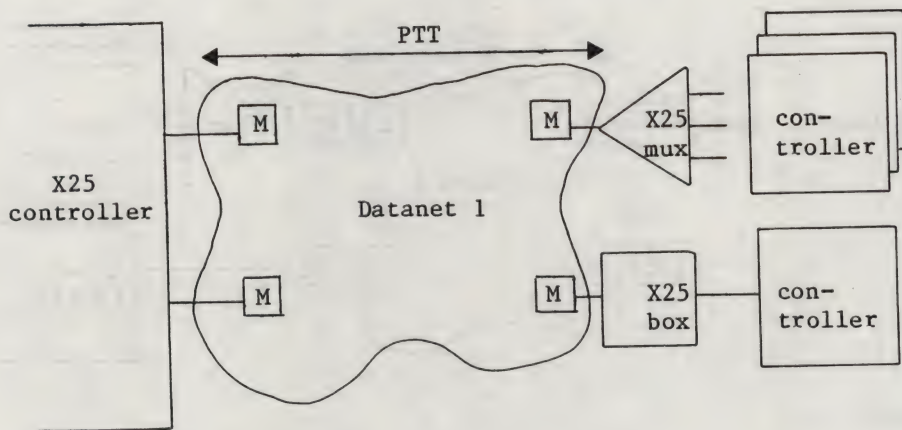 PTT
M
M
X25
mux
con-
troller
X25
controller
Datanet 1
M
M
X25
box
con-
troller